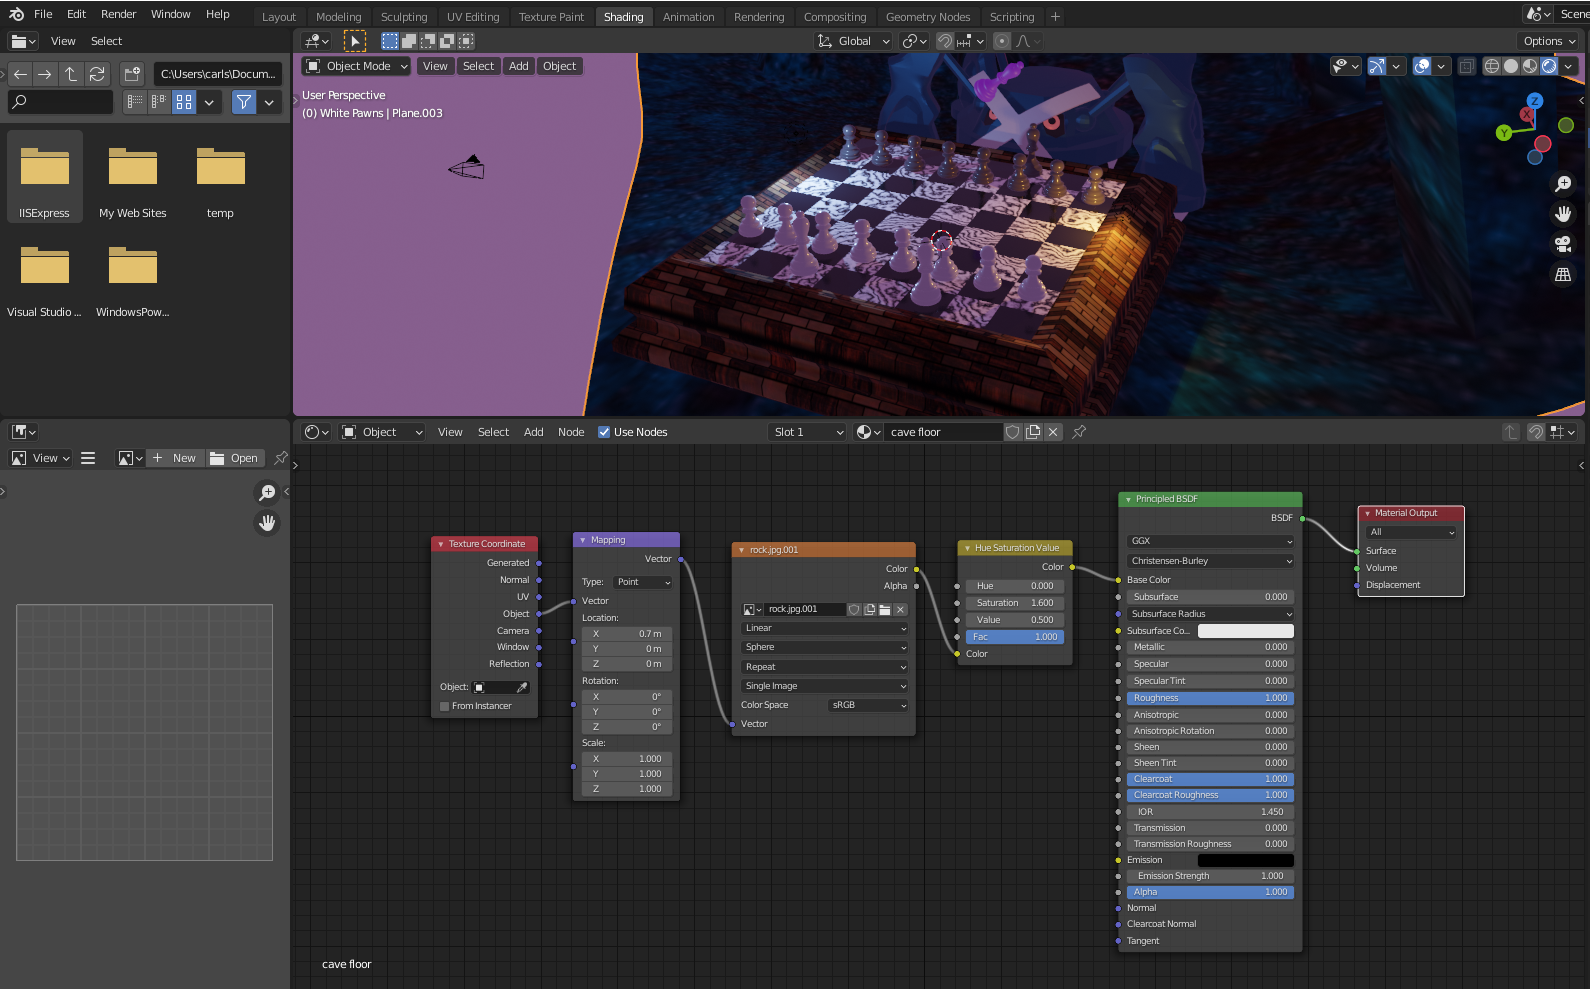 File Edit Render Window Help
Layout Modeling Sculpting UV Editing Texture Paint Shading Animation Rendering Compositing Geometry Nodes Scripting +
Scene
View Select
Global
Options
C:\Users\carls\Docum...
Object Mode View Select Add Object
User Perspective
(0) White Pawns | Plane.003
Z
X
Y
IISExpress
My Web Sites
temp
Visual Studio ...
WindowsPow...
Object View Select Add Node Use Nodes Slot 1 cave floor
View New Open
Texture Coordinate
Generated
Normal
UV
Object
Camera
Window
Reflection
Object:
From Instancer
Mapping
Vector
Type: Point
Vector
Location:
X 0.7 m
Y 0 m
Z 0 m
Rotation:
X 0°
Y 0°
Z 0°
Scale:
X 1.000
Y 1.000
Z 1.000
rock.jpg.001
Color
Alpha
rock.jpg.001
Linear
Sphere
Repeat
Single Image
Color Space sRGB
Vector
Hue Saturation Value
Color
Hue 0.000
Saturation 1.600
Value 0.500
Fac 1.000
Color
Principled BSDF
BSDF
GGX
Christensen-Burley
Base Color
Subsurface 0.000
Subsurface Radius
Subsurface Co...
Metallic 0.000
Specular 0.000
Specular Tint 0.000
Roughness 1.000
Anisotropic 0.000
Anisotropic Rotation 0.000
Sheen 0.000
Sheen Tint 0.000
Clearcoat 1.000
Clearcoat Roughness 1.000
IOR 1.450
Transmission 0.000
Transmission Roughness 0.000
Emission
Emission Strength 1.000
Alpha 1.000
Normal
Clearcoat Normal
Tangent
Material Output
All
Surface
Volume
Displacement
cave floor